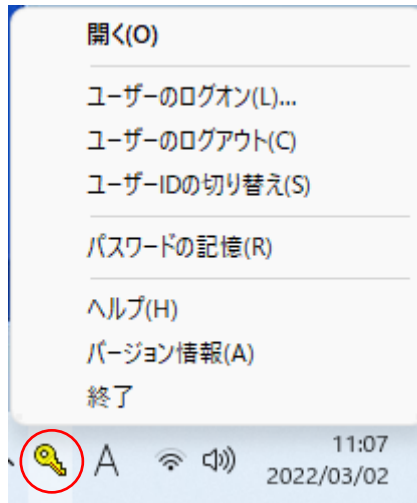 開く(O)
ユーザーのログオン(L)...
ユーザーのログアウト(C)
ユーザーIDの切り替え(S)
パスワードの記憶(R)
ヘルプ(H)
バージョン情報(A)
終了
A
11:07
2022/03/02